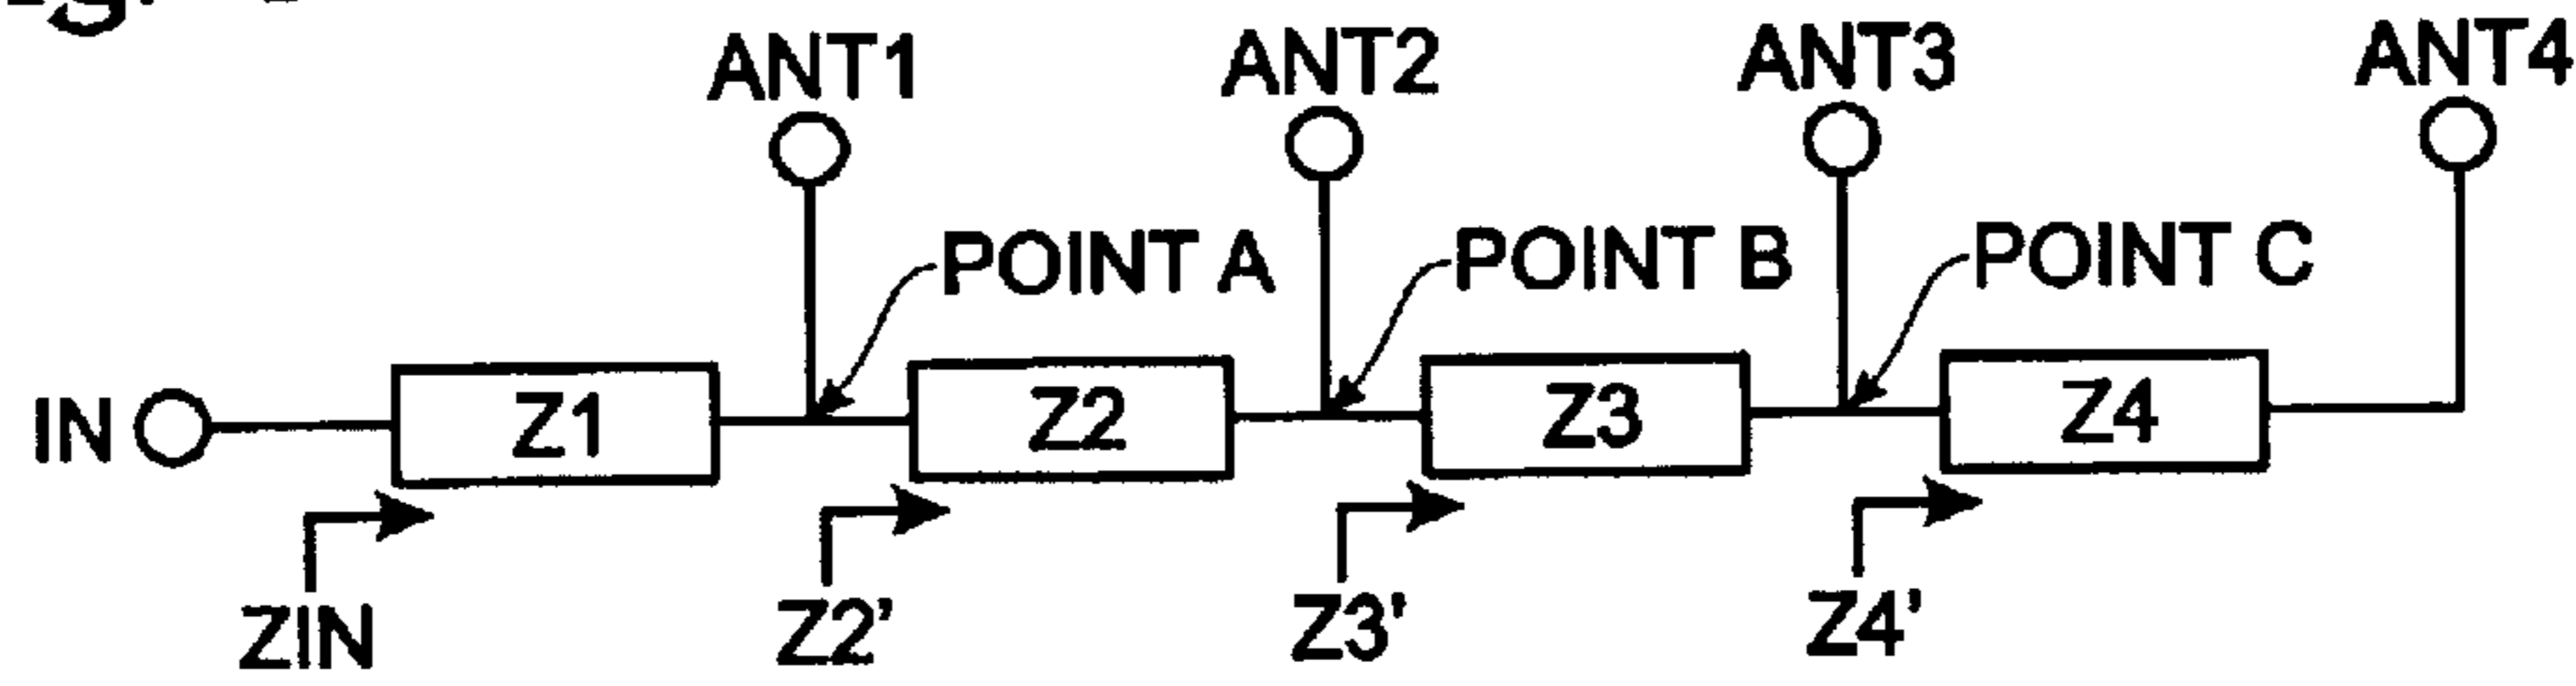 ANT1 ANT2 ANT3 ANT4
POINT A POINT B POINT C
IN Z1 Z2 Z3 Z4
ZIN Z2' Z3' Z4'